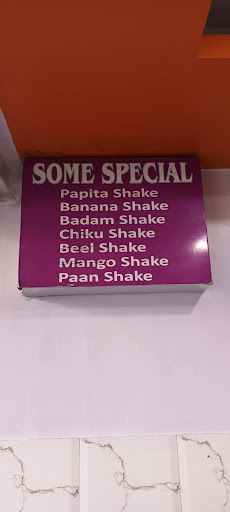 SOME SPECIAL
Papita Shake
Banana Shake
Badam Shake
Chiku Shake
Beel Shake
Mango Shake
Paan Shake